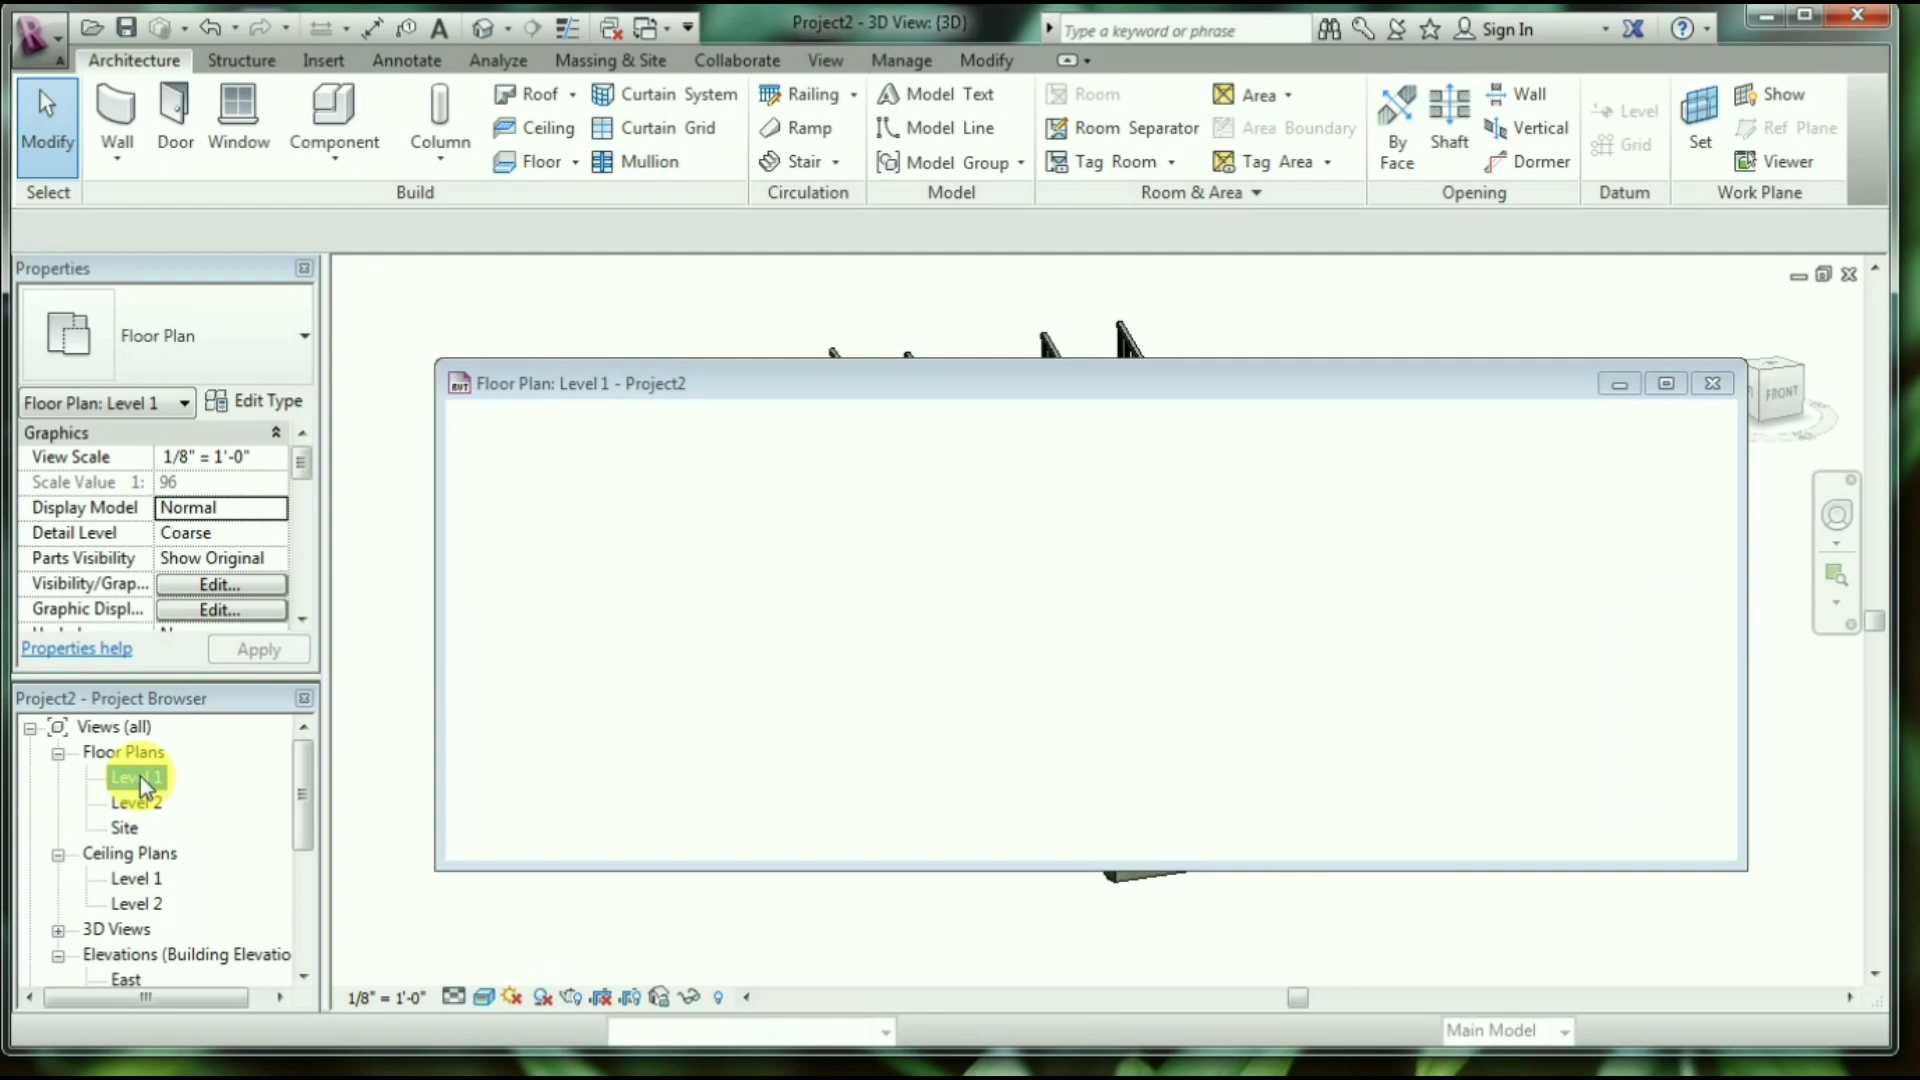 Project2 - 3D View: {3D}
Type a keyword or phrase
Sign In
Architecture Structure Insert Annotate Analyze Massing & Site Collaborate View Manage Modify
Modify
Wall
Door
Window
Component
Column
Roof
Ceiling
Floor
Curtain System
Curtain Grid
Mullion
Railing
Ramp
Stair
Model Text
Model Line
Model Group
Room
Room Separator
Tag Room
Area
Area Boundary
Tag Area
By
Face
Shaft
Wall
Vertical
Dormer
Level
Grid
Set
Show
Ref Plane
Viewer
Select
Build
Circulation
Model
Room & Area
Opening
Datum
Work Plane
Properties
Floor Plan
Floor Plan: Level 1
Edit Type
Graphics
View Scale 1/8" = 1'-0"
Scale Value 1: 96
Display Model Normal
Detail Level Coarse
Parts Visibility Show Original
Visibility/Grap... Edit...
Graphic Displ... Edit...
Properties help
Apply
Project2 - Project Browser
Views (all)
Floor Plans
Level 1
Level 2
Site
Ceiling Plans
Level 1
Level 2
3D Views
Elevations (Building Elevatio
East
RVT
Floor Plan: Level 1 - Project2
FRONT
1/8" = 1'-0"
Main Model